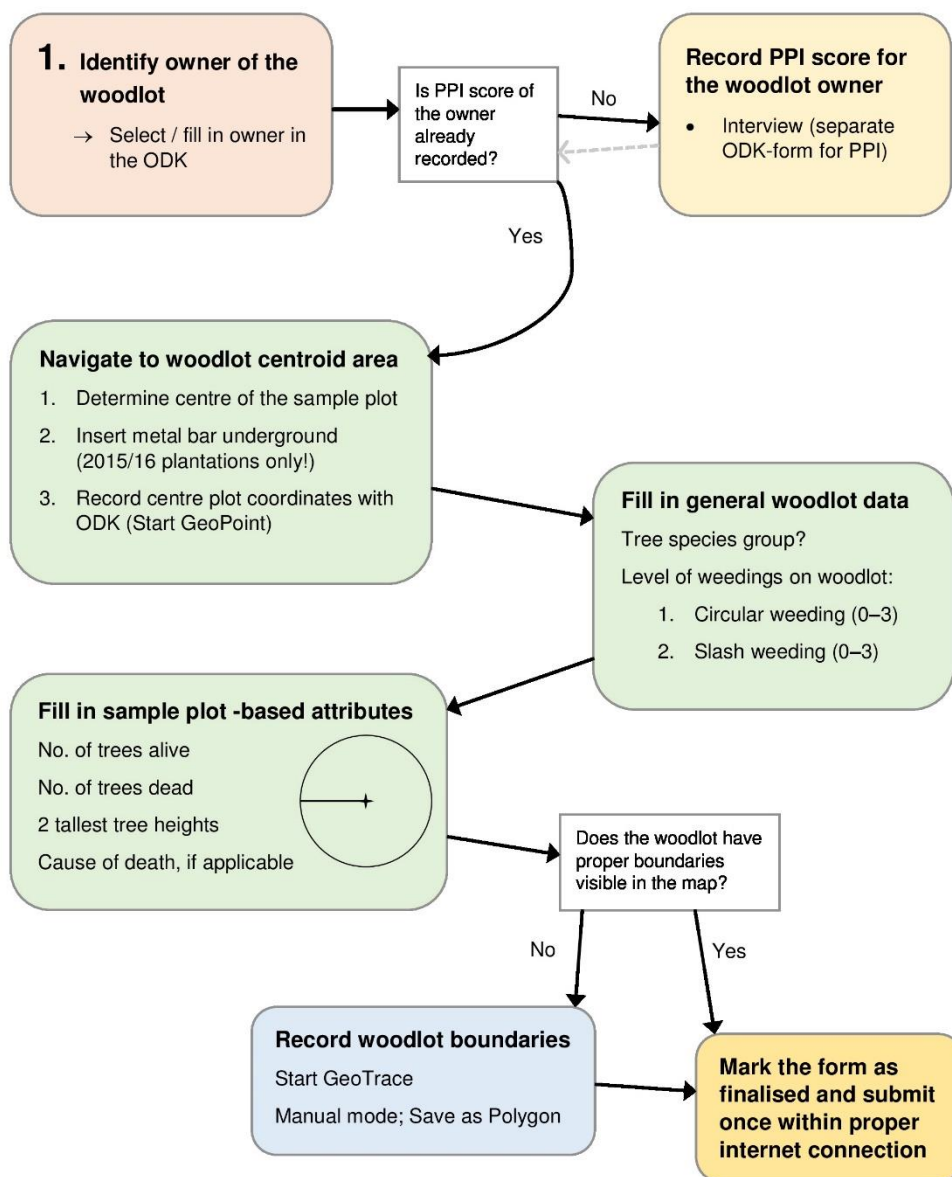 1. Identify owner of the
woodlot
→ Select / fill in owner in
the ODK
Is PPI score of
the owner
already
recorded?
No
Record PPI score for
the woodlot owner
• Interview (separate
ODK-form for PPI)
Yes
Navigate to woodlot centroid area
1. Determine centre of the sample plot
2. Insert metal bar underground
(2015/16 plantations only!)
3. Record centre plot coordinates with
ODK (Start GeoPoint)
Fill in general woodlot data
Tree species group?
Level of weedings on woodlot:
1. Circular weeding (0–3)
2. Slash weeding (0–3)
Fill in sample plot -based attributes
No. of trees alive
No. of trees dead
2 tallest tree heights
Cause of death, if applicable
Does the woodlot have
proper boundaries
visible in the map?
No
Yes
Record woodlot boundaries
Start GeoTrace
Manual mode; Save as Polygon
Mark the form as
finalised and submit
once within proper
internet connection